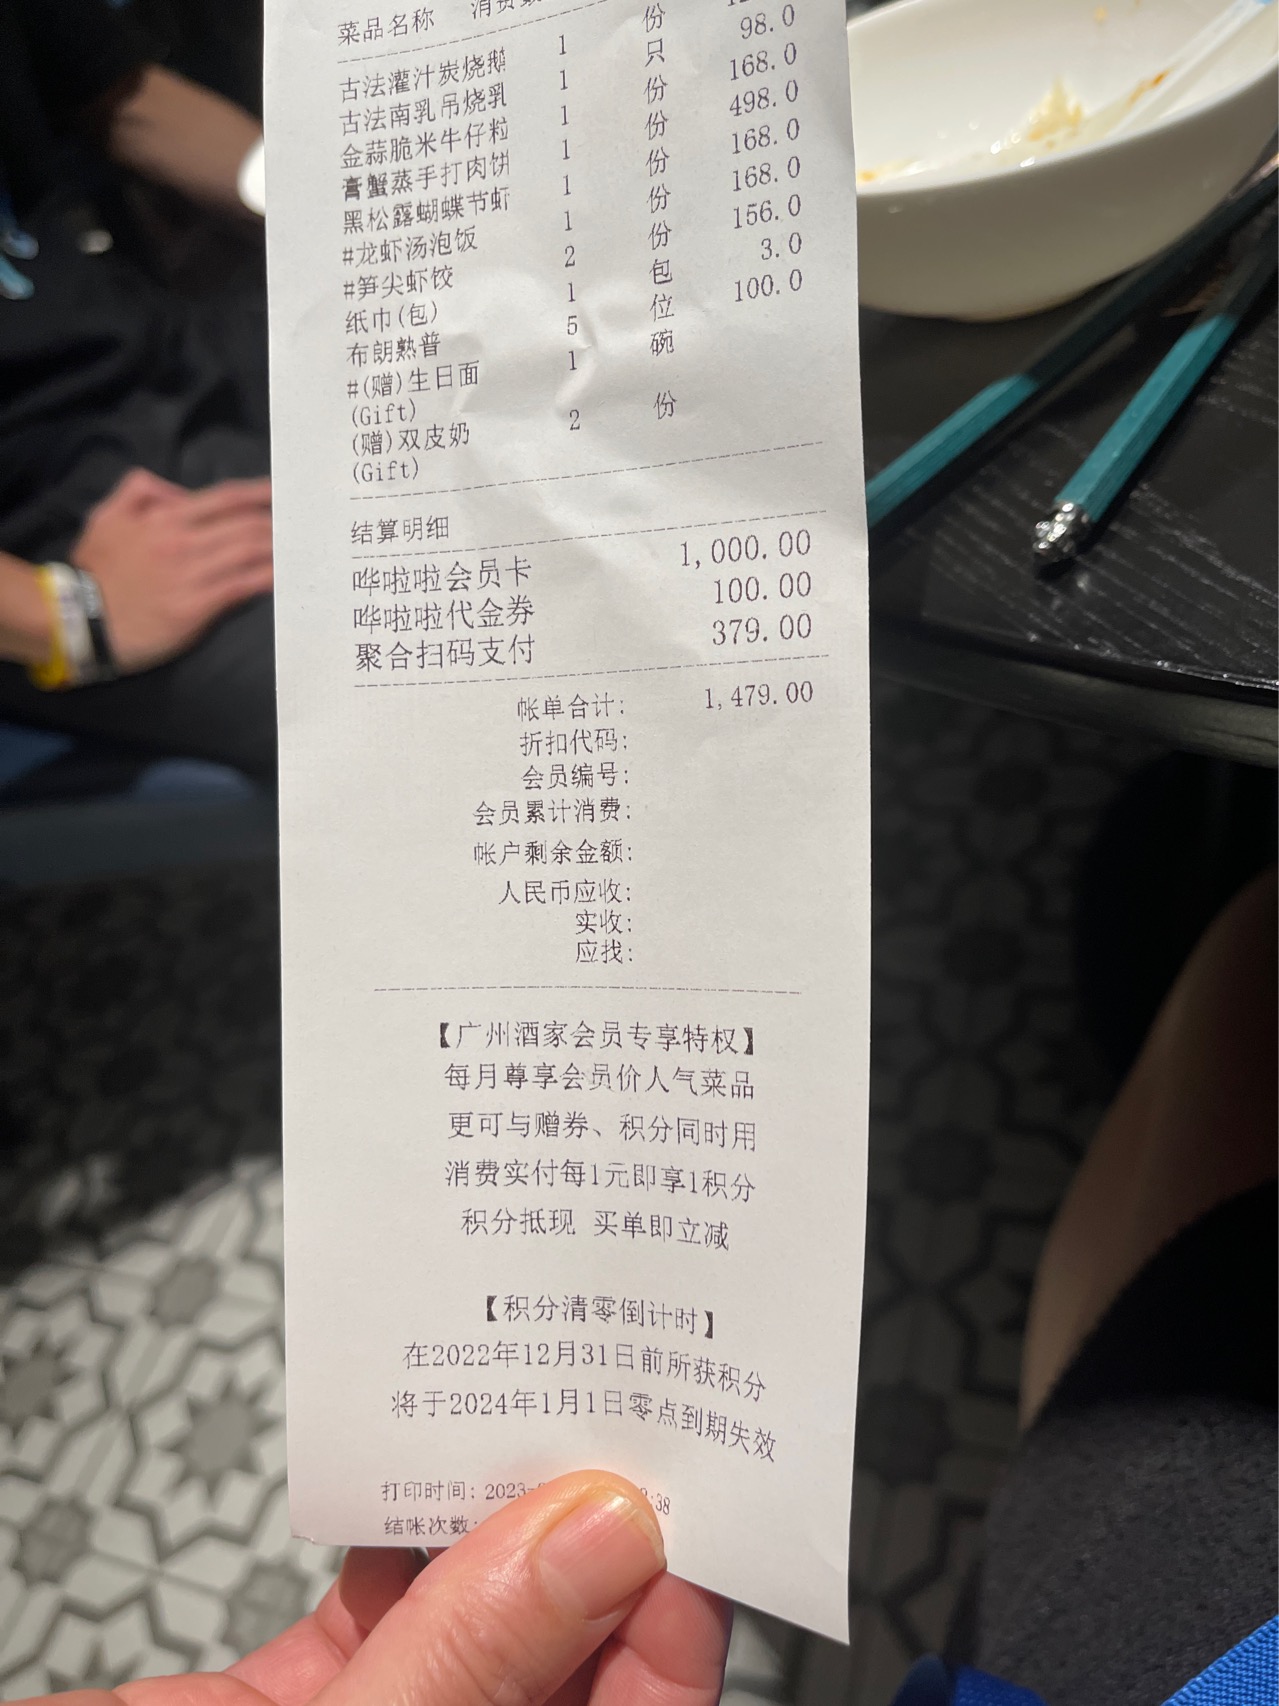 菜品名称 消费数
古法灌汁炭烧鹅 1 份
古法南乳吊烧乳 1 只 98.0
金蒜脆米牛仔粒 1 份 168.0
膏蟹蒸手打肉饼 1 份 498.0
黑松露蝴蝶节虾 1 份 168.0
#龙虾汤泡饭 1 份 168.0
#笋尖虾饺 2 份 156.0
纸巾(包) 1 包 3.0
布朗熟普 5 位 100.0
#(赠)生日面 1 碗
(Gift)
(赠)双皮奶 2 份
(Gift)
结算明细
哗啦啦会员卡 1,000.00
哗啦啦代金券 100.00
聚合扫码支付 379.00
帐单合计: 1,479.00
折扣代码:
会员编号:
会员累计消费:
帐户剩余金额:
人民币应收:
实收:
应找:
【广州酒家会员专享特权】
每月尊享会员价人气菜品
更可与赠券、积分同时用
消费实付每1元即享1积分
积分抵现 买单即立减
【积分清零倒计时】
在2022年12月31日前所获积分
将于2024年1月1日零点到期失效
打印时间: 2023- :38
结帐次数: